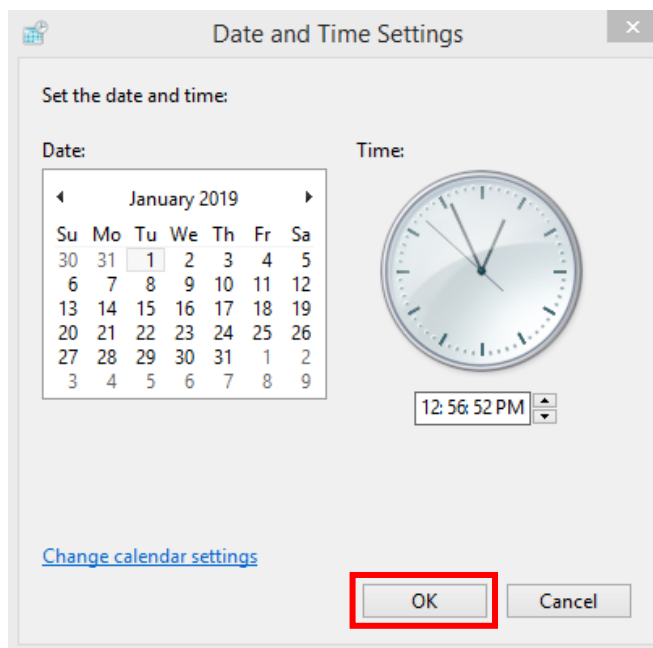 Date and Time Settings
Set the date and time:
Date:
Time:
January 2019
Su Mo Tu We Th Fr Sa
30 31 1 2 3 4 5
6 7 8 9 10 11 12
13 14 15 16 17 18 19
20 21 22 23 24 25 26
27 28 29 30 31 1 2
3 4 5 6 7 8 9
12: 56: 52 PM
Change calendar settings
OK
Cancel